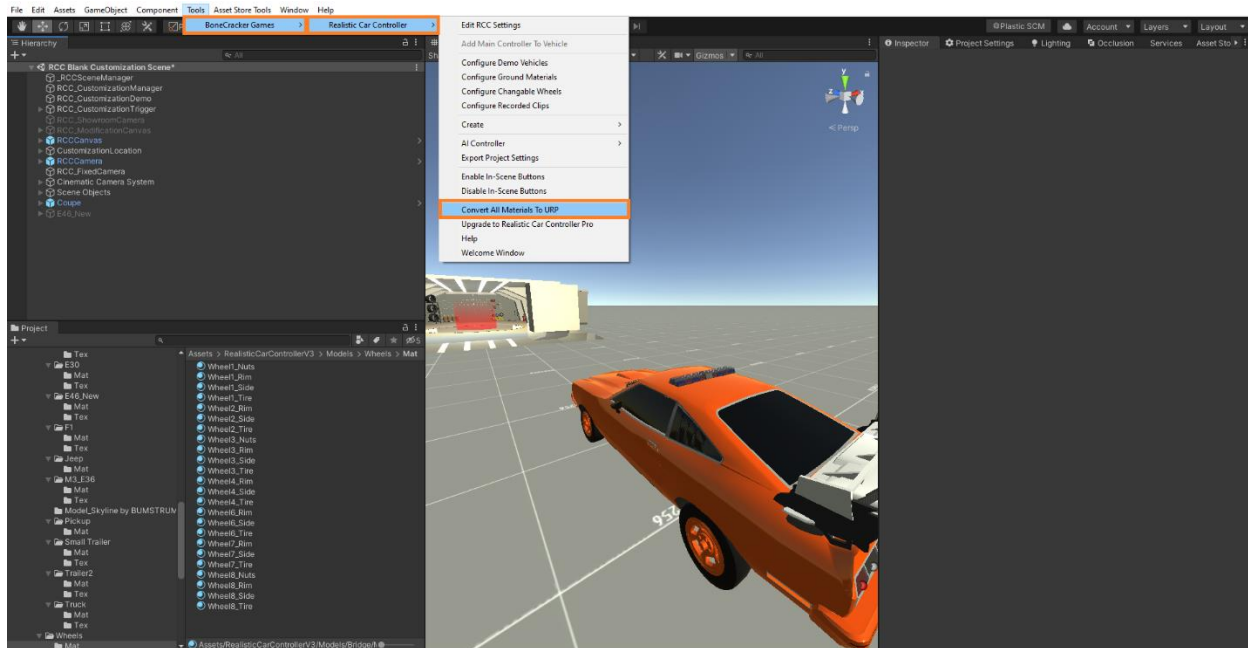 File Edit Assets GameObject Component Tools Asset Store Tools Window Help
BoneCracker Games
Realistic Car Controller
Plastic SCM
Account
Layers
Layout
Hierarchy
All
RCC Blank Customization Scene*
_RCCSceneManager
RCC_CustomizationManager
RCC_CustomizationDemo
RCC_CustomizationTrigger
RCC_ShowroomCamera
RCC_ModificationCanvas
RCCCanvas
CustomizationLocation
RCCCamera
RCC_FixedCamera
Cinematic Camera System
Scene Objects
Coupe
E46_New
Edit RCC Settings
Add Main Controller To Vehicle
Configure Demo Vehicles
Configure Ground Materials
Configure Changable Wheels
Configure Recorded Clips
Create
AI Controller
Export Project Settings
Enable In-Scene Buttons
Disable In-Scene Buttons
Convert All Materials To URP
Upgrade to Realistic Car Controller Pro
Help
Welcome Window
Gizmos
All
y
z
Persp
256
Inspector
Project Settings
Lighting
Occlusion
Services
Asset Sto
Project
Tex
E30
Mat
Tex
E46_New
Mat
Tex
F1
Mat
Tex
Jeep
Mat
Tex
M3_E36
Mat
Tex
Model_Skyline by BUMSTRUM
Pickup
Mat
Small Trailer
Mat
Tex
Trailer2
Mat
Tex
Truck
Mat
Tex
Wheels
Mat
Assets > RealisticCarControllerV3 > Models > Wheels > Mat
Wheel1_Nuts
Wheel1_Rim
Wheel1_Side
Wheel1_Tire
Wheel2_Rim
Wheel2_Side
Wheel2_Tire
Wheel3_Nuts
Wheel3_Rim
Wheel3_Side
Wheel3_Tire
Wheel4_Rim
Wheel4_Side
Wheel4_Tire
Wheel6_Rim
Wheel6_Side
Wheel6_Tire
Wheel7_Rim
Wheel7_Side
Wheel7_Tire
Wheel8_Nuts
Wheel8_Rim
Wheel8_Side
Wheel8_Tire
Assets/RealisticCarControllerV3/Models/Bridge/